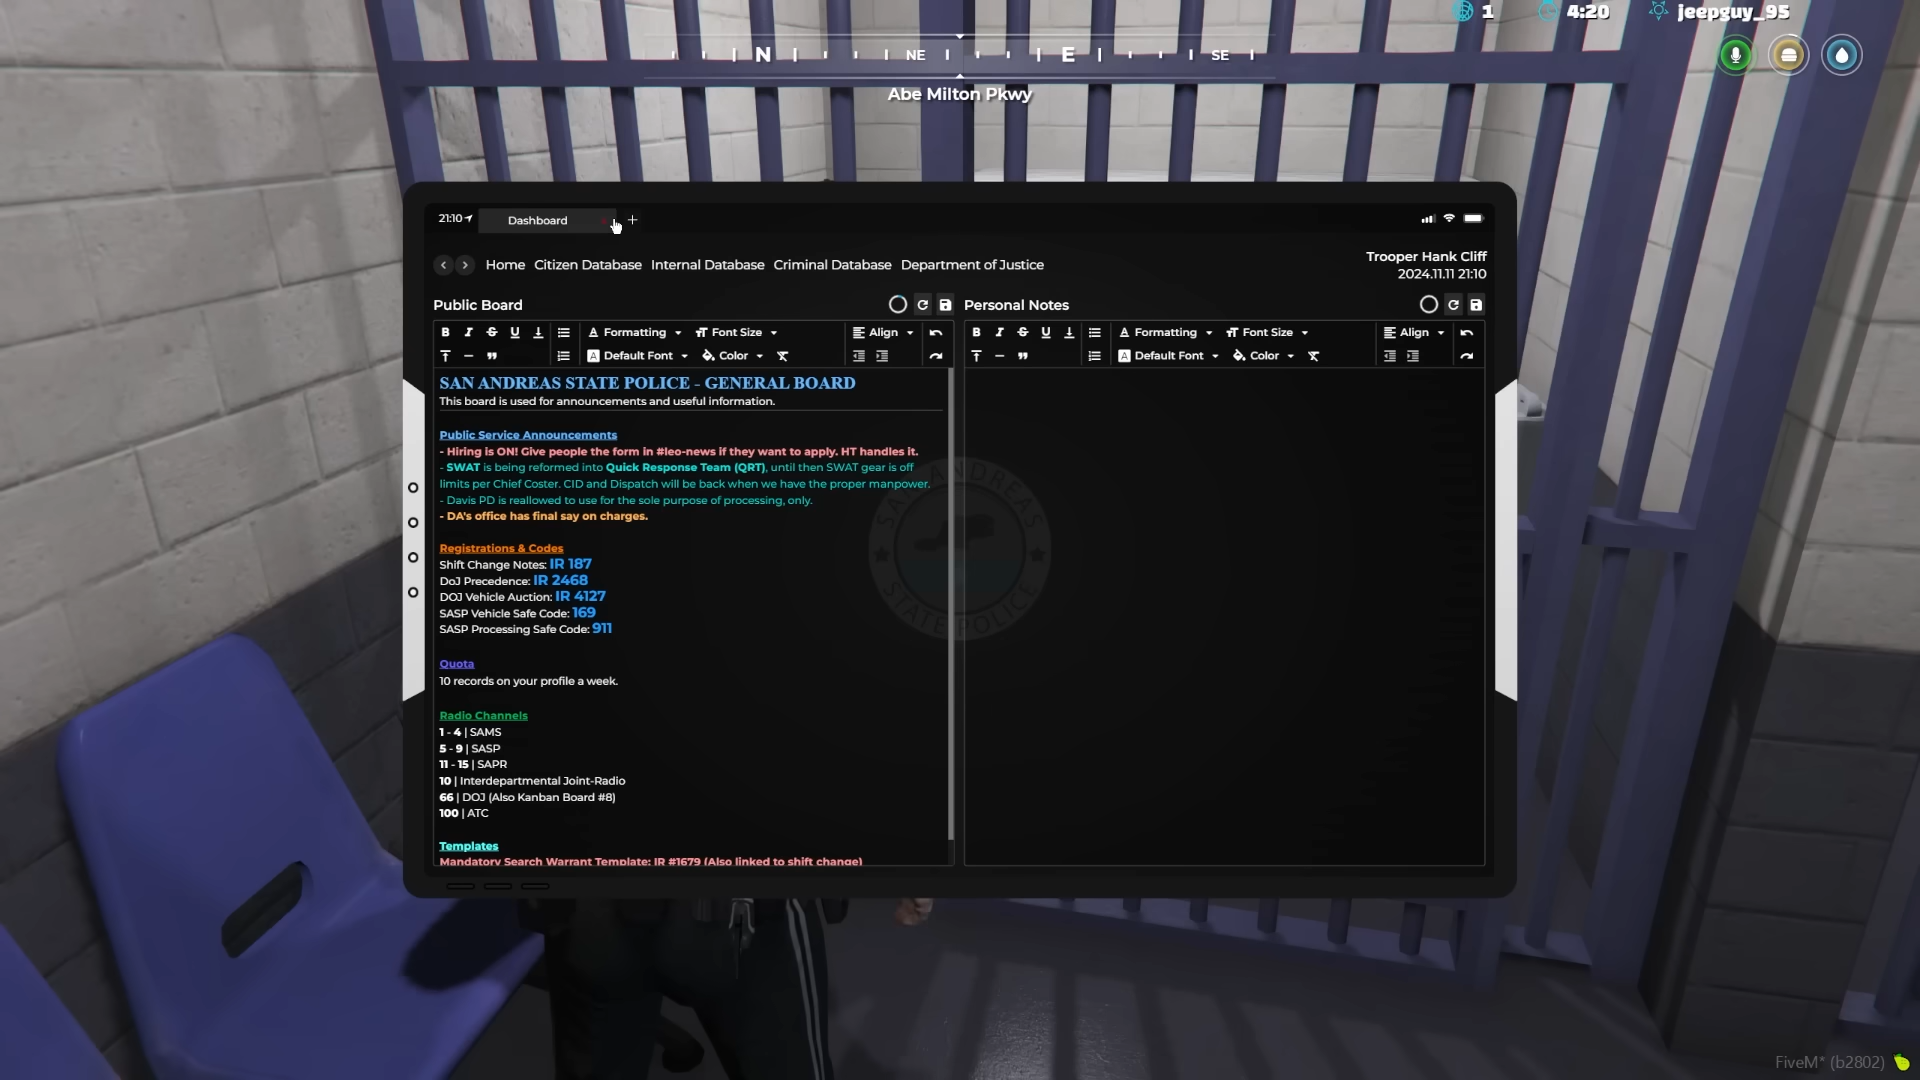 1 4:20 jeepguy_95
N NE E SE
Abe Milton Pkwy
21:10 Dashboard +
Home Citizen Database Internal Database Criminal Database Department of Justice
Trooper Hank Cliff
2024.11.11 21:10
Public Board
B I S U Formatting Font Size Align
A Default Font Color
SAN ANDREAS STATE POLICE - GENERAL BOARD
This board is used for announcements and useful information.
Public Service Announcements
- Hiring is ON! Give people the form in #leo-news if they want to apply. HT handles it.
- SWAT is being reformed into Quick Response Team (QRT), until then SWAT gear is off
limits per Chief Coster. CID and Dispatch will be back when we have the proper manpower.
- Davis PD is reallowed to use for the sole purpose of processing, only.
- DA's office has final say on charges.
Registrations & Codes
Shift Change Notes: IR 187
DoJ Precedence: IR 2468
DOJ Vehicle Auction: IR 4127
SASP Vehicle Safe Code: 169
SASP Processing Safe Code: 911
Quota
10 records on your profile a week.
Radio Channels
1 - 4 | SAMS
5 - 9 | SASP
11 - 15 | SAPR
10 | Interdepartmental Joint-Radio
66 | DOJ (Also Kanban Board #8)
100 | ATC
Templates
Mandatory Search Warrant Template: IR #1679 (Also linked to shift change)
Personal Notes
B I S U Formatting Font Size Align
A Default Font Color
SAN ANDREAS
STATE POLICE
FiveM* (b2802)